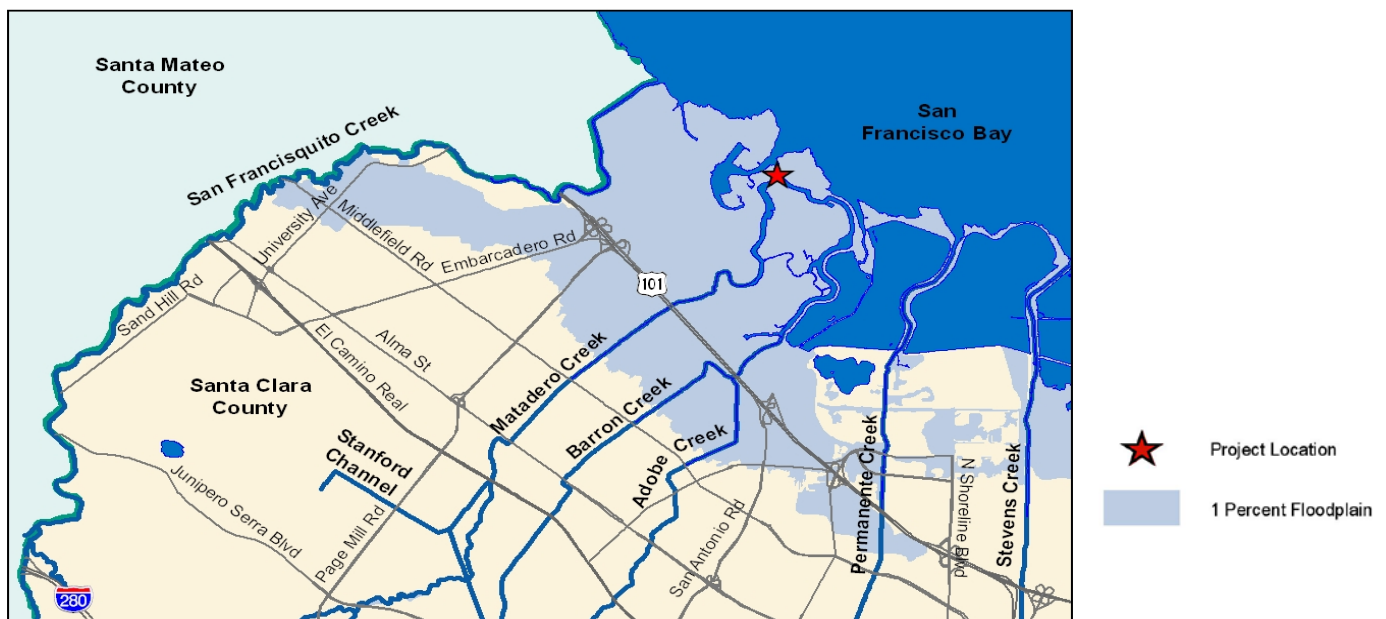 Santa Mateo
County
San
Francisco Bay
San Francisquito Creek
University Ave
Middlefield Rd
Embarcadero Rd
101
Sand Hill Rd
El Camino Real
Alma St
Santa Clara
County
Matadero Creek
Barron Creek
Adobe Creek
Stanford
Channel
Junipero Serra Blvd
Page Mill Rd
San Antonio Rd
Permanente Creek
N Shoreline Blvd
Stevens Creek
280
Project Location
1 Percent Floodplain